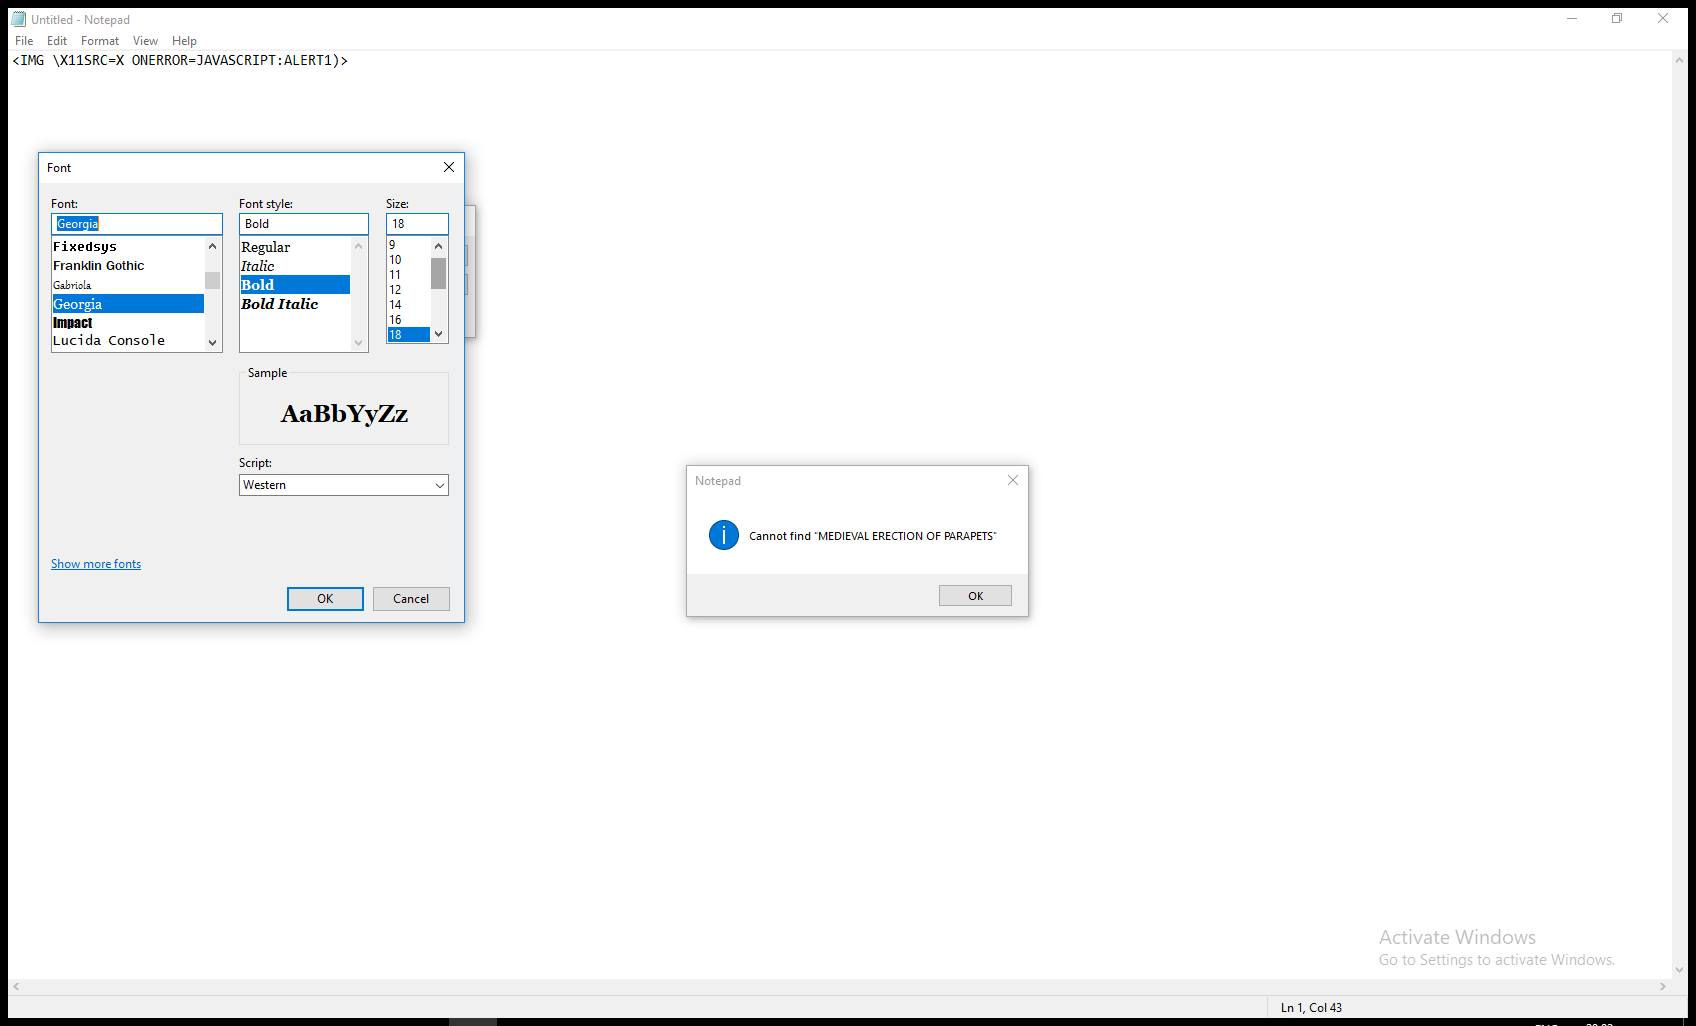 Untitled - Notepad
File Edit Format View Help
<IMG \X11SRC=X ONERROR=JAVASCRIPT:ALERT1)>
Font
Font: Font style: Size:
Georgia Bold 18
Fixedsys
Franklin Gothic
Gabriola
Georgia
Impact
Lucida Console
Regular
Italic
Bold
Bold Italic
9
10
11
12
14
16
18
Sample
AaBbYyZz
Script:
Western
Show more fonts
OK Cancel
Notepad
Cannot find "MEDIEVAL ERECTION OF PARAPETS"
OK
Activate Windows
Go to Settings to activate Windows.
Ln 1, Col 43